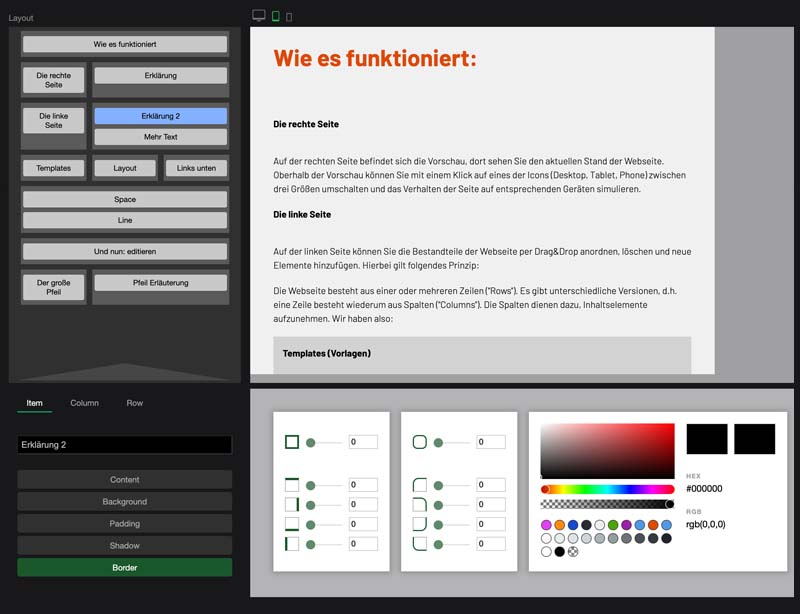 Layout
Wie es funktioniert
Die rechte
Seite
Erklärung
Die linke
Seite
Erklärung 2
Mehr Text
Templates
Layout
Links unten
Space
Line
Und nun: editieren
Der große
Pfeil
Pfeil Erläuterung
Wie es funktioniert:
Die rechte Seite
Auf der rechten Seite befindet sich die Vorschau, dort sehen Sie den aktuellen Stand der Webseite.
Oberhalb der Vorschau können Sie mit einem Klick auf eines der Icons (Desktop, Tablet, Phone) zwischen
drei Größen umschalten und das Verhalten der Seite auf entsprechenden Geräten simulieren.
Die linke Seite
Auf der linken Seite können Sie die Bestandteile der Webseite per Drag&Drop anordnen, löschen und neue
Elemente hinzufügen. Hierbei gilt folgendes Prinzip:
Die Webseite besteht aus einer oder mehreren Zeilen ("Rows"). Es gibt unterschiedliche Versionen, d.h.
eine Zeile besteht wiederum aus Spalten ("Columns"). Die Spalten dienen dazu, Inhaltselemente
aufzunehmen. Wir haben also:
Templates (Vorlagen)
Item
Column
Row
Erklärung 2
Content
Background
Padding
Shadow
Border
0
0
0
0
0
0
0
0
0
0
HEX
#000000
RGB
rgb(0,0,0)